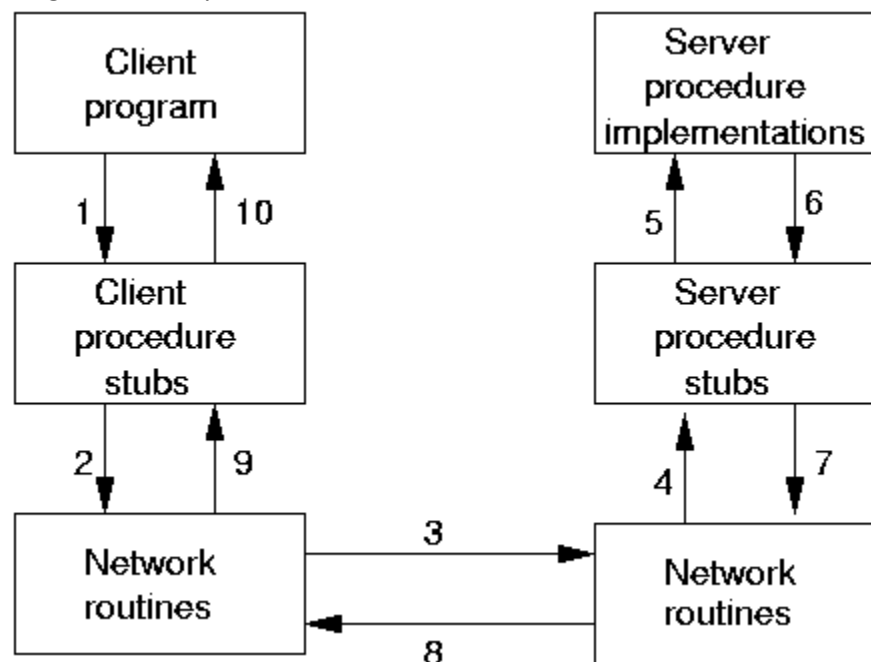 Client
program
Server
procedure
implementations
1
10
5
6
Client
procedure
stubs
Server
procedure
stubs
2
9
4
7
Network
routines
3
8
Network
routines